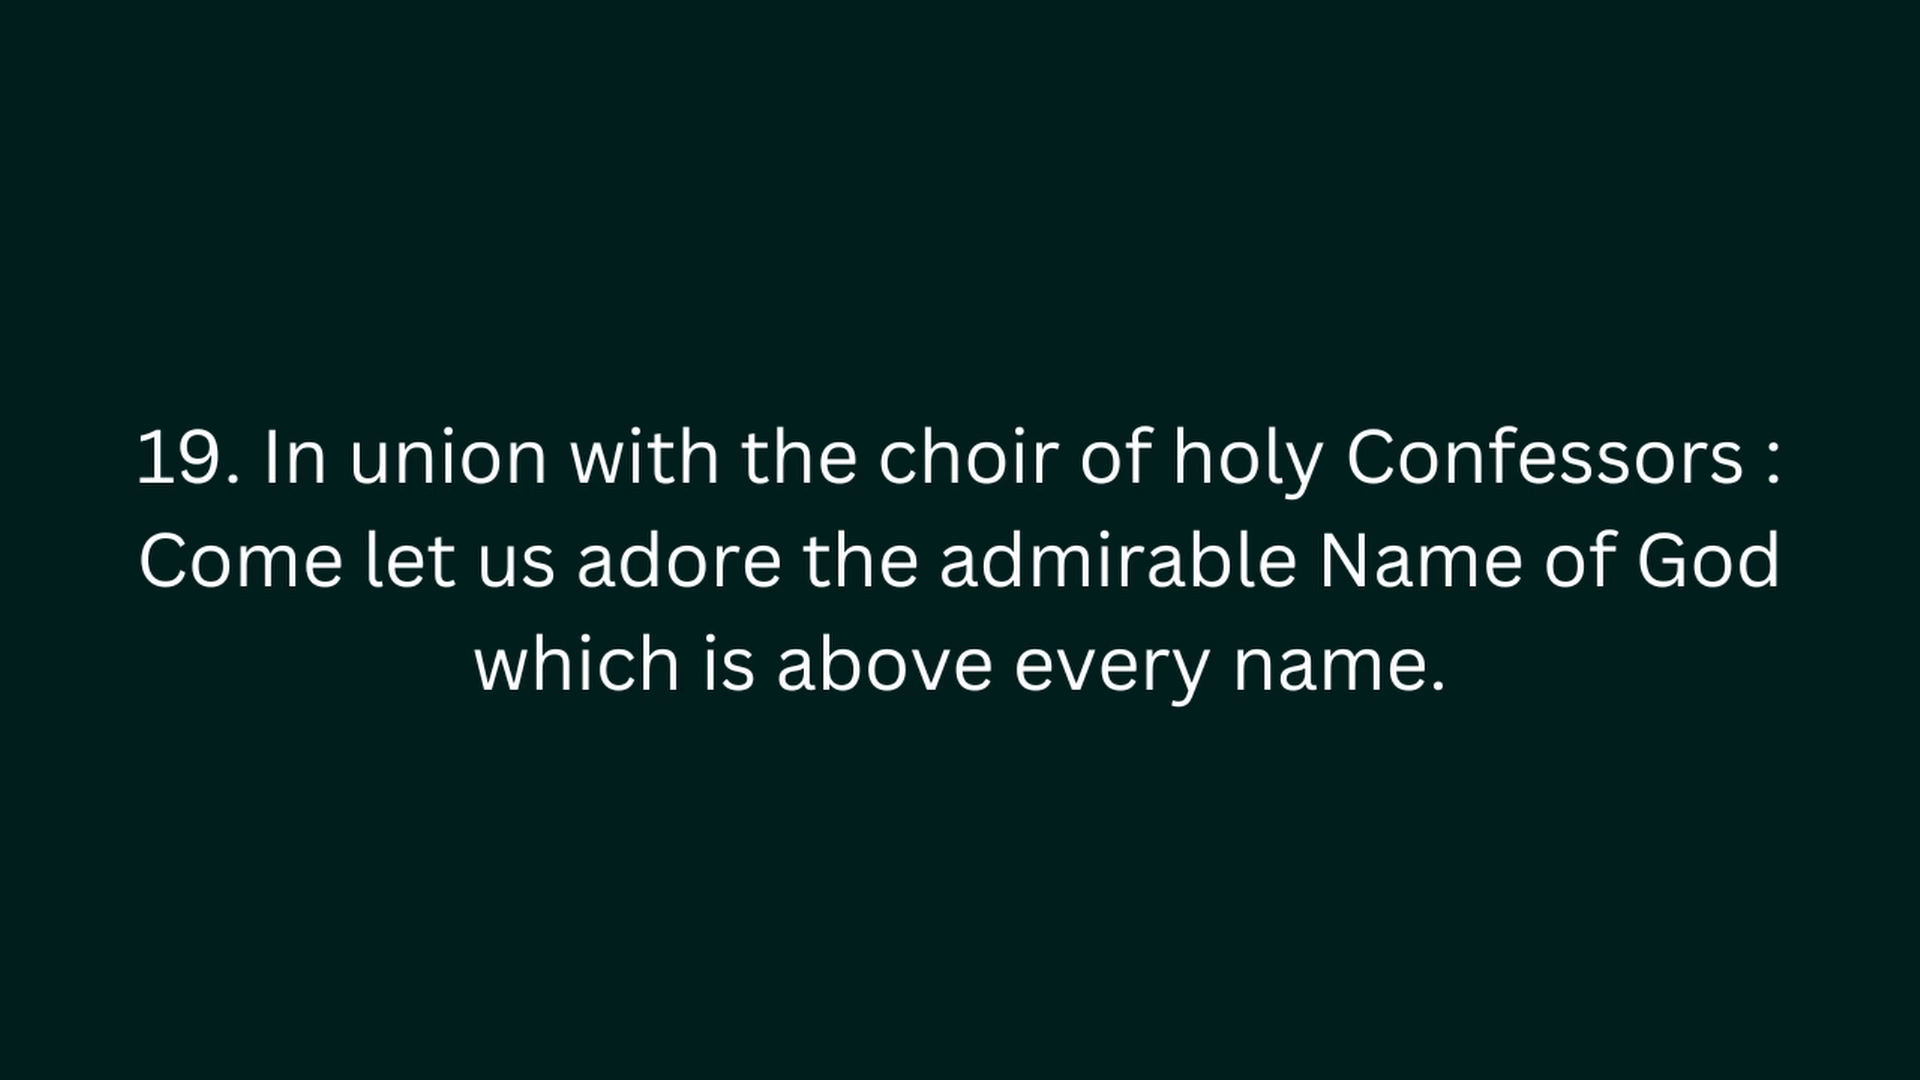 19. In union with the choir of holy Confessors :
Come let us adore the admirable Name of God
which is above every name.